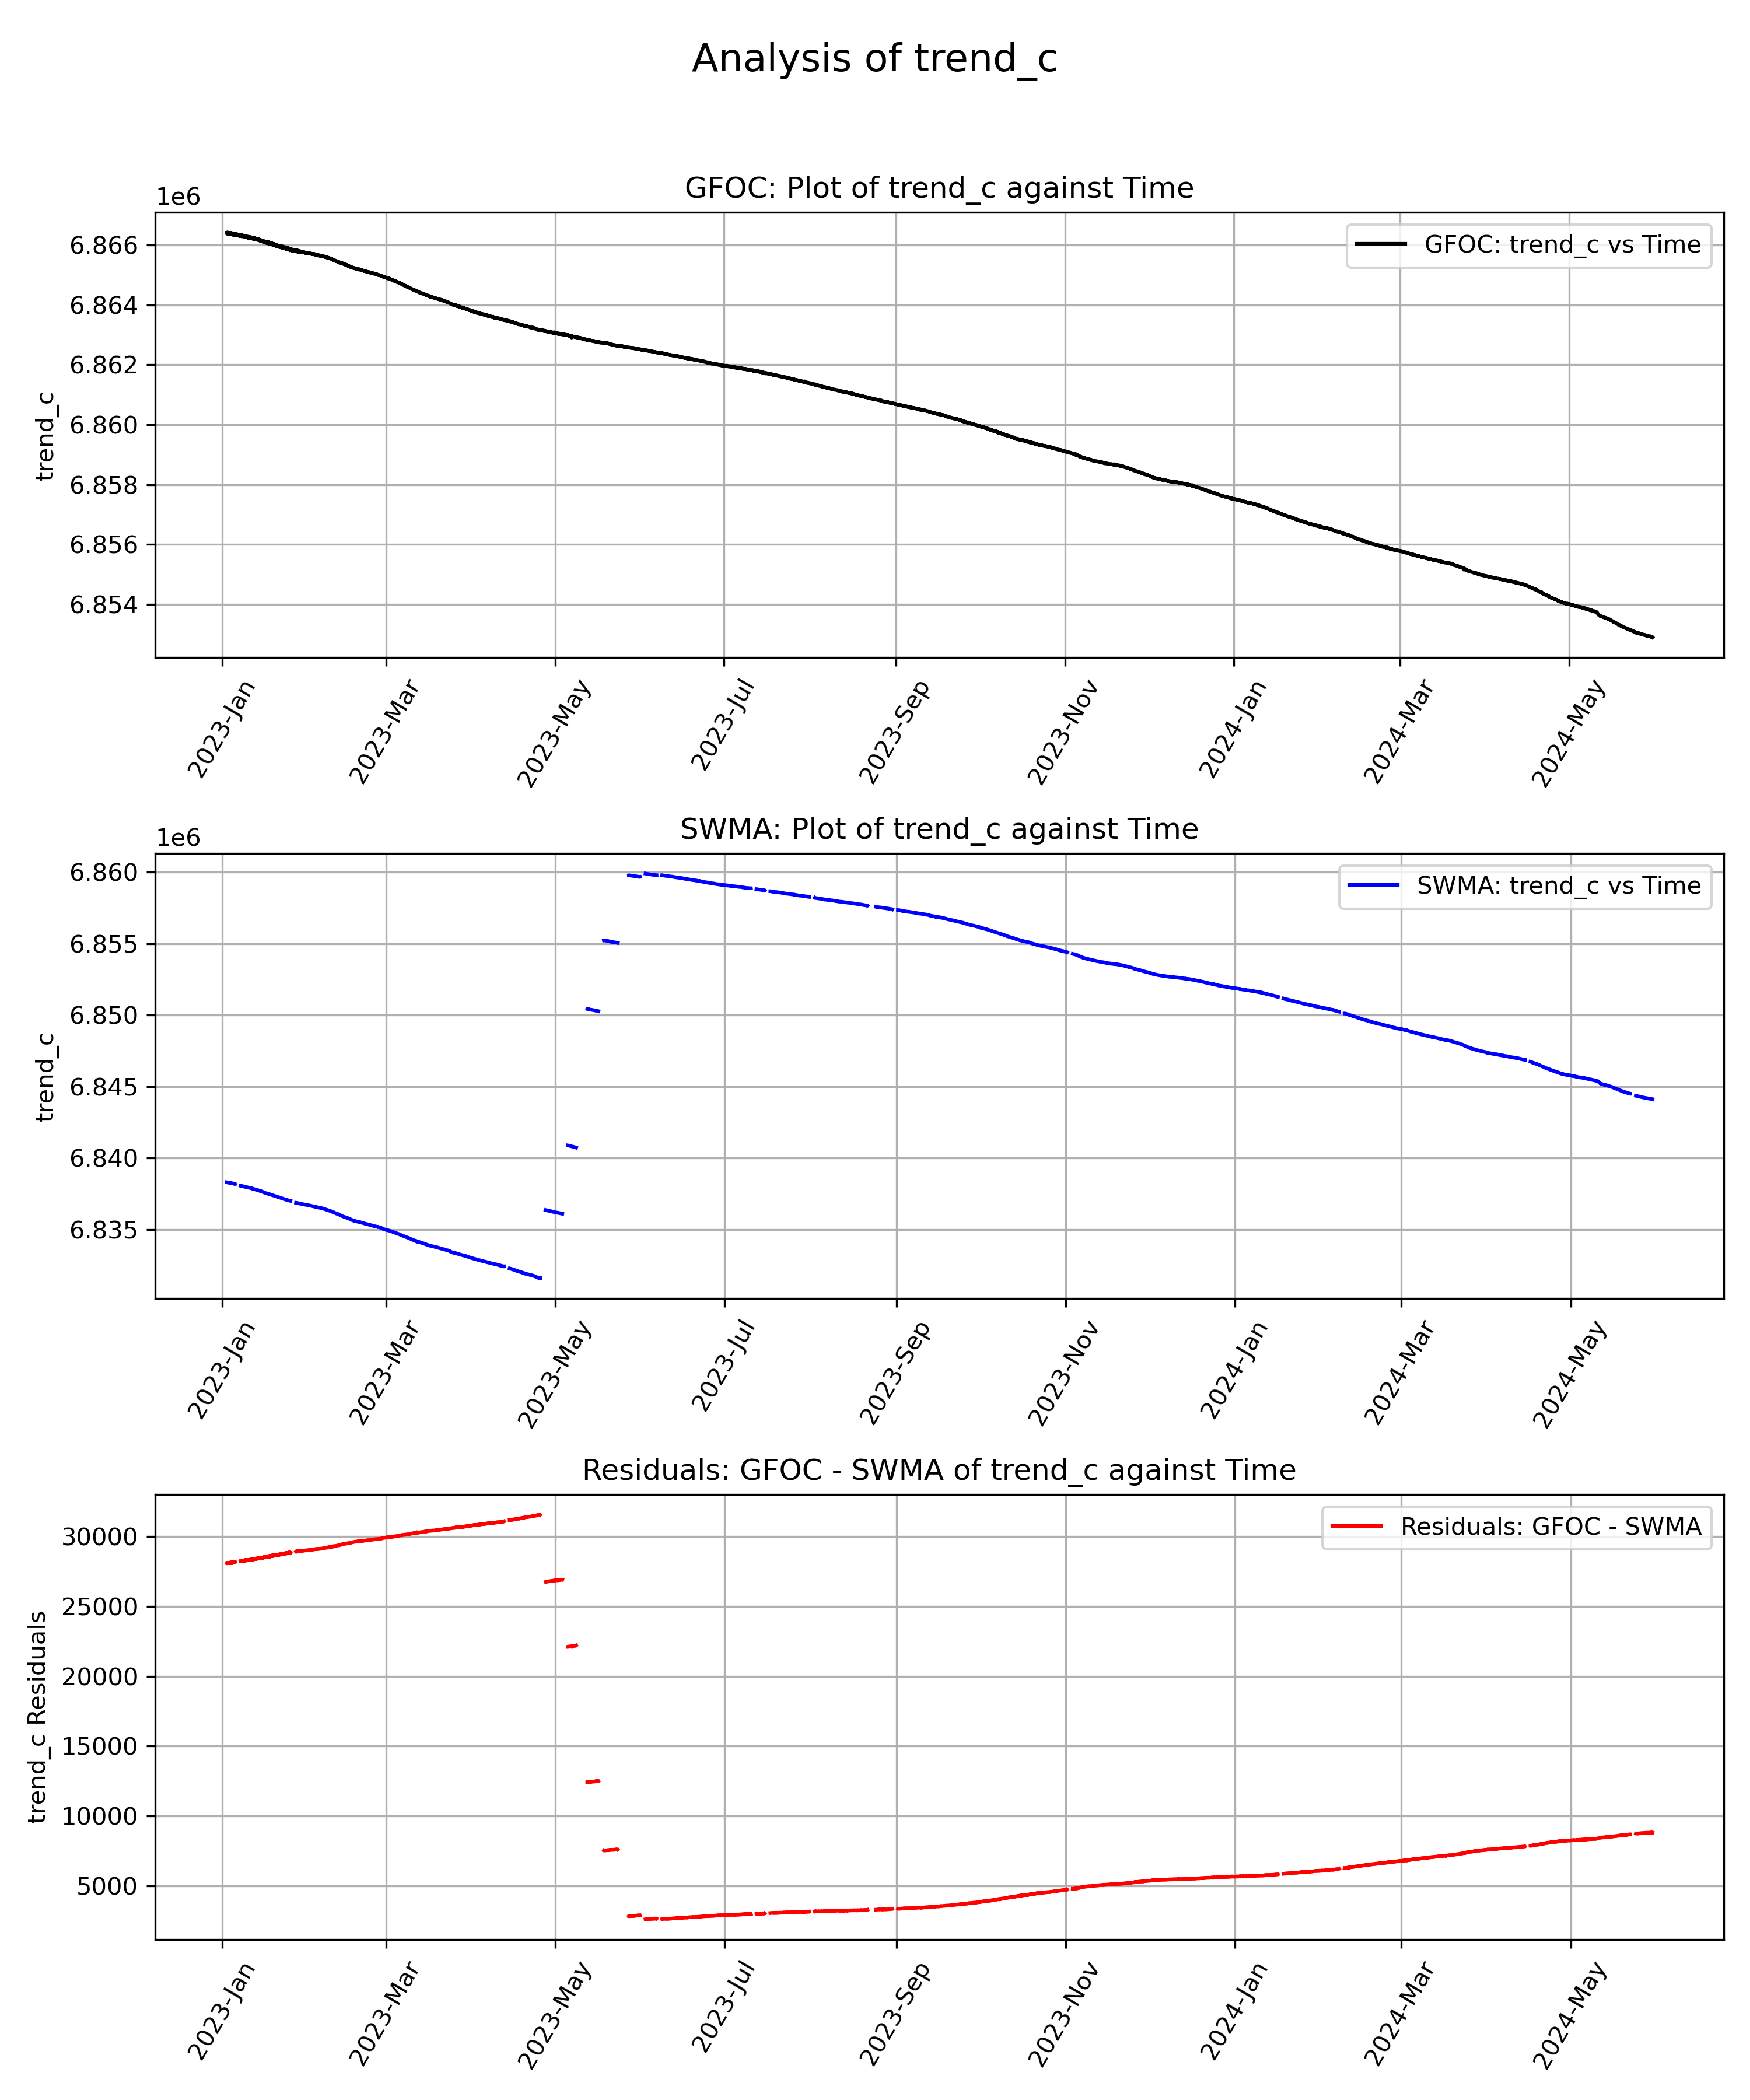 Analysis of trend_c
GFOC: Plot of trend_c against Time
1e6
GFOC: trend_c vs Time
6.866
6.864
6.862
6.860
6.858
6.856
6.854
trend_c
2023-Jan
2023-Mar
2023-May
2023-Jul
2023-Sep
2023-Nov
2024-Jan
2024-Mar
2024-May
SWMA: Plot of trend_c against Time
1e6
SWMA: trend_c vs Time
6.860
6.855
6.850
6.845
6.840
6.835
trend_c
2023-Jan
2023-Mar
2023-May
2023-Jul
2023-Sep
2023-Nov
2024-Jan
2024-Mar
2024-May
Residuals: GFOC - SWMA of trend_c against Time
Residuals: GFOC - SWMA
30000
25000
20000
15000
10000
5000
trend_c Residuals
2023-Jan
2023-Mar
2023-May
2023-Jul
2023-Sep
2023-Nov
2024-Jan
2024-Mar
2024-May